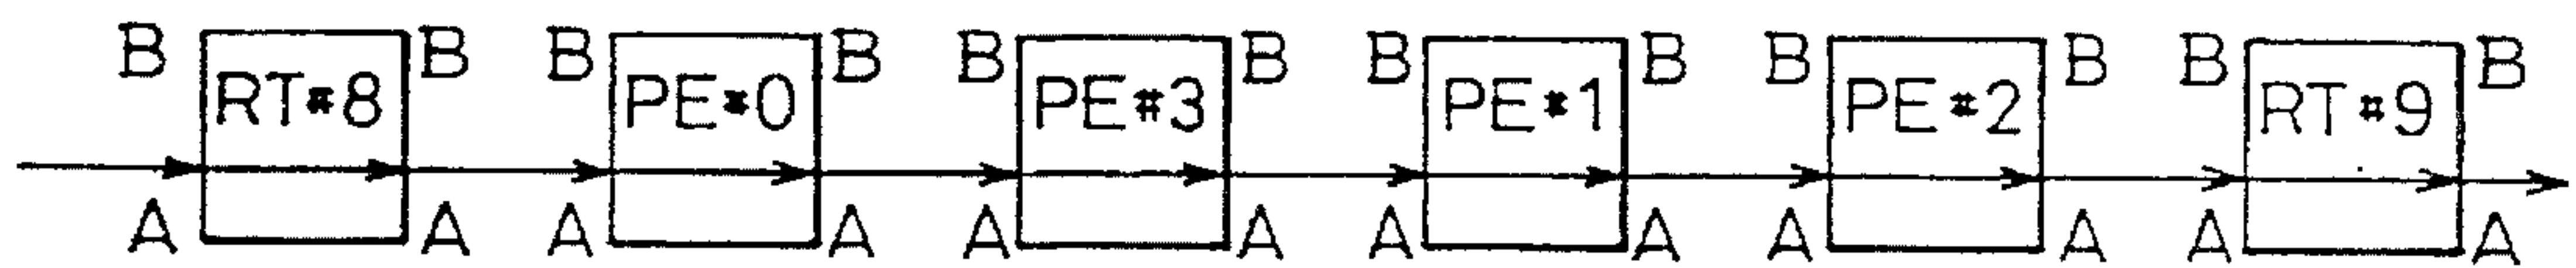 B B B B B B B B B B B B
RT#8 PE#0 PE#3 PE#1 PE#2 RT#9
A A A A A A A A A A A A